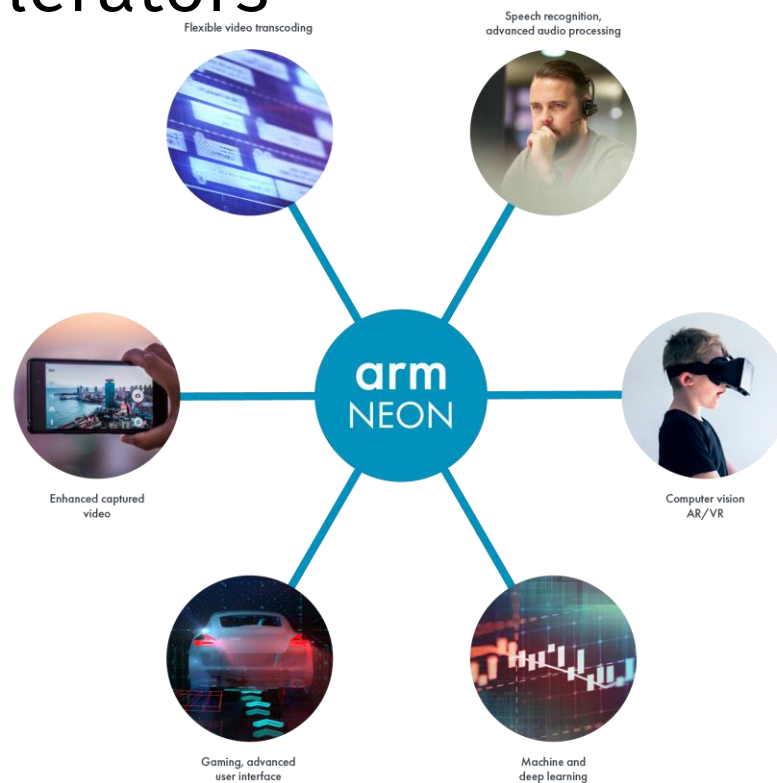 lerators
Flexible video transcoding
Speech recognition,
advanced audio processing
arm
NEON
Enhanced captured
video
Computer vision
AR/VR
Gaming, advanced
user interface
Machine and
deep learning